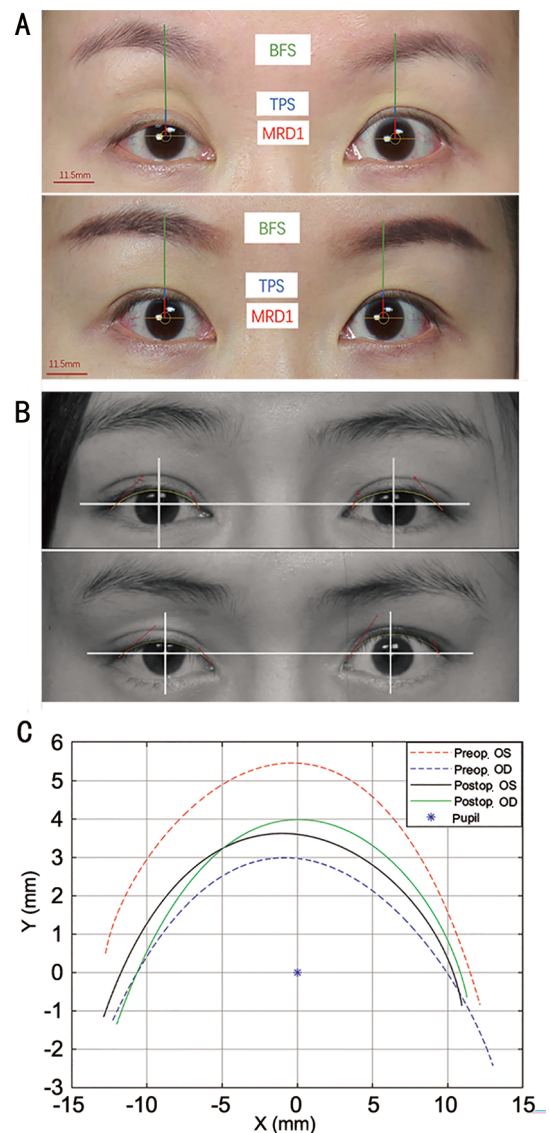 A
BFS
TPS
MRD1
11.5mm
BFS
TPS
MRD1
11.5mm
B
C
6
5
4
3
2
1
0
-1
-2
-3
Y (mm)
-15
-10
-5
0
5
10
15
X (mm)
Preop. OS
Preop. OD
Postop. OS
Postop. OD
Pupil